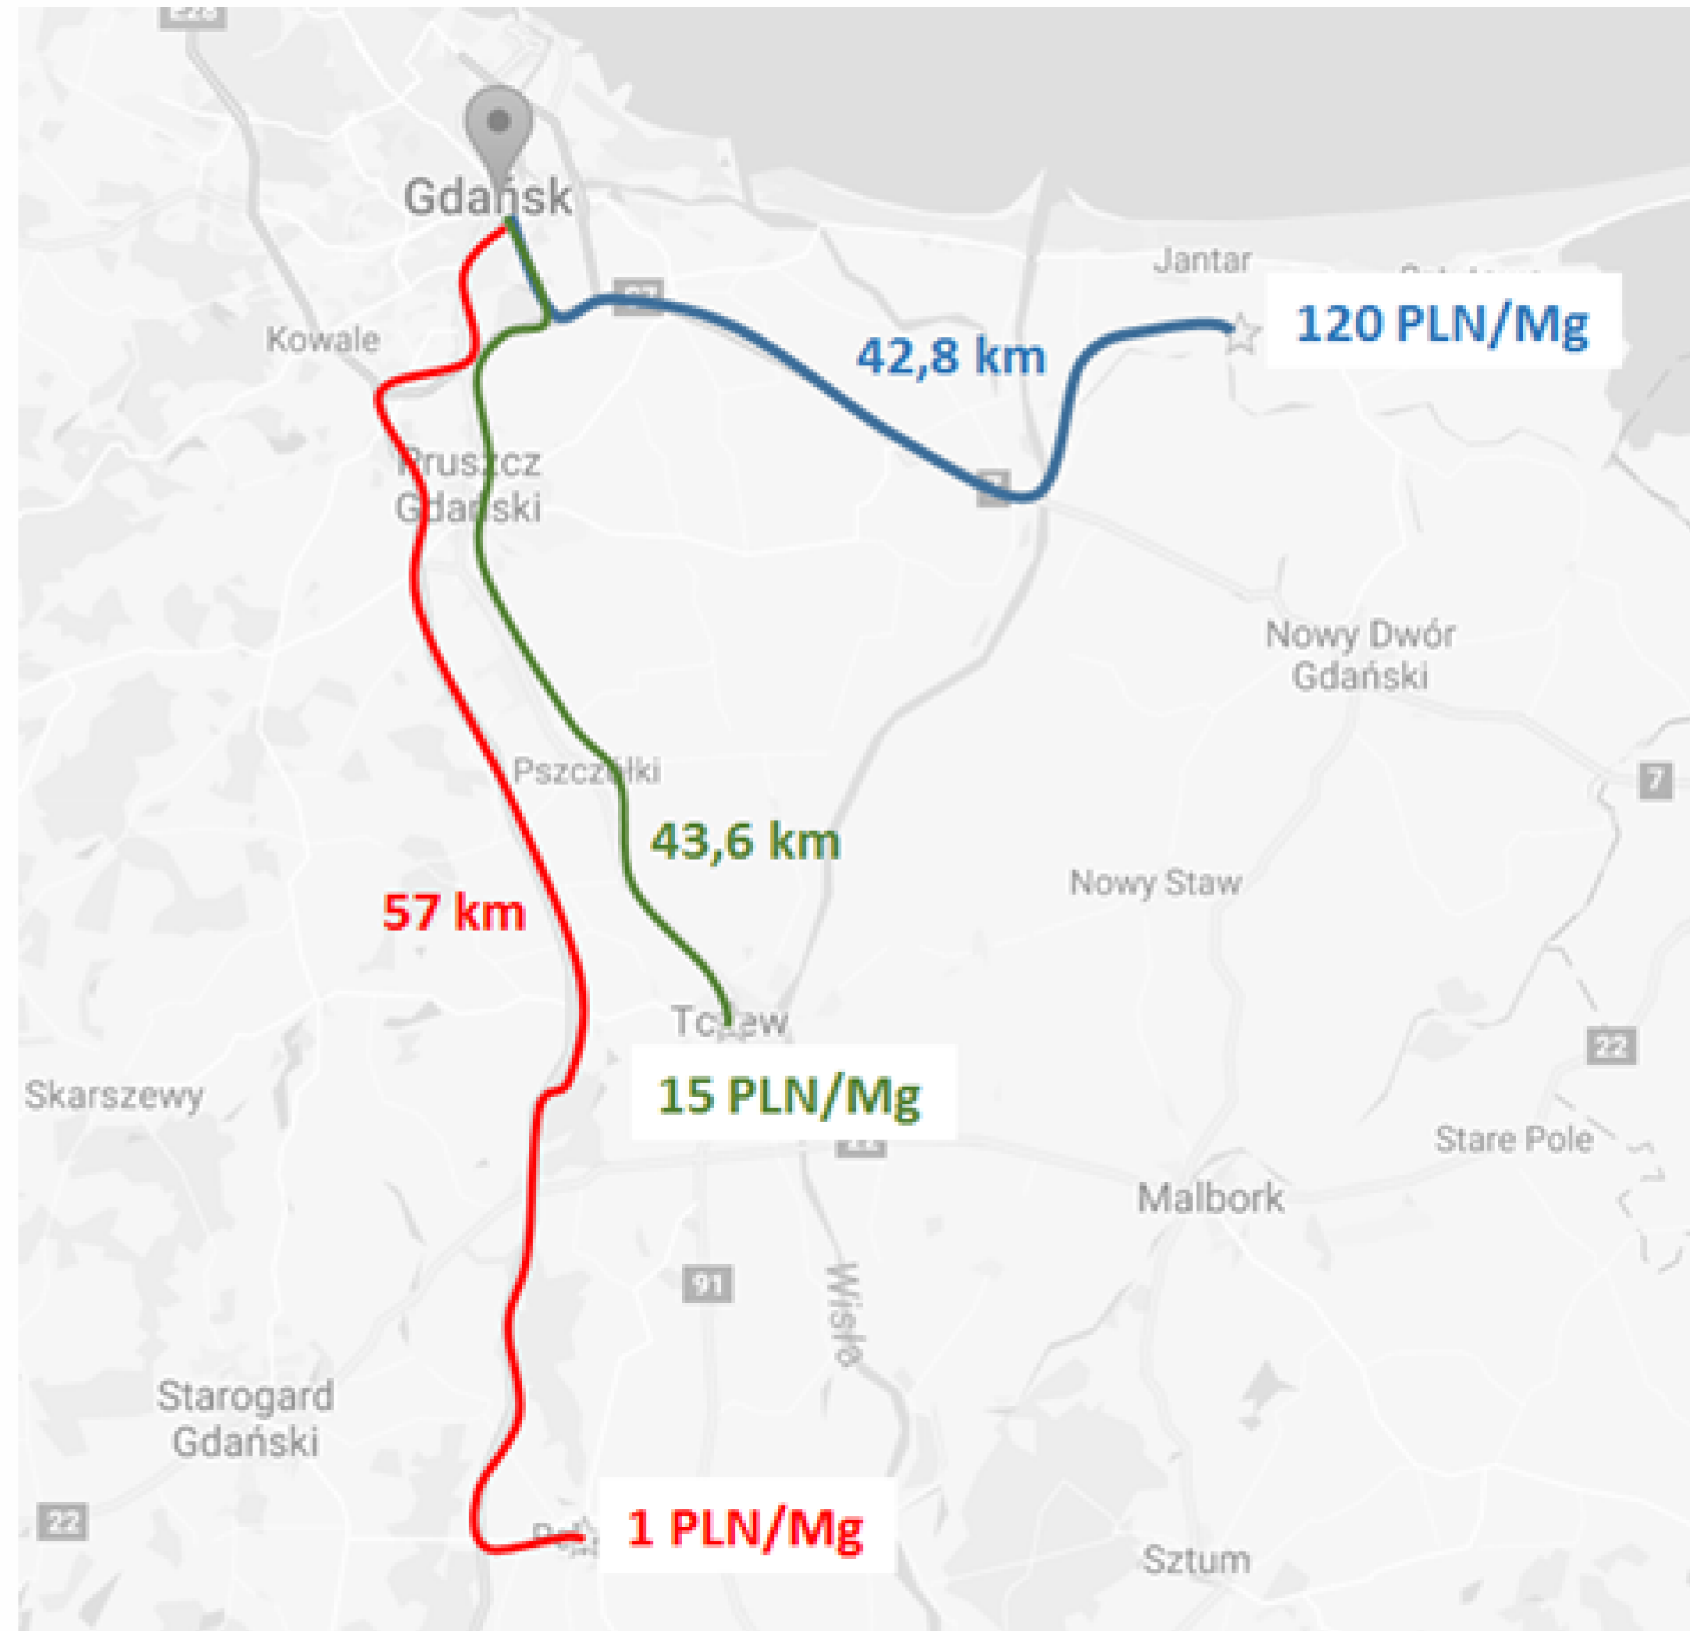 Gdańsk
Jantar
120 PLN/Mg
Kowale
42,8 km
Pruszcz
Gdański
7
Nowy Dwór
Gdański
Pszczółki
7
43,6 km
Nowy Staw
57 km
Tczew
22
Skarszewy
15 PLN/Mg
Stare Pole
Malbork
91
Wisła
Starogard
Gdański
22
1 PLN/Mg
Sztum